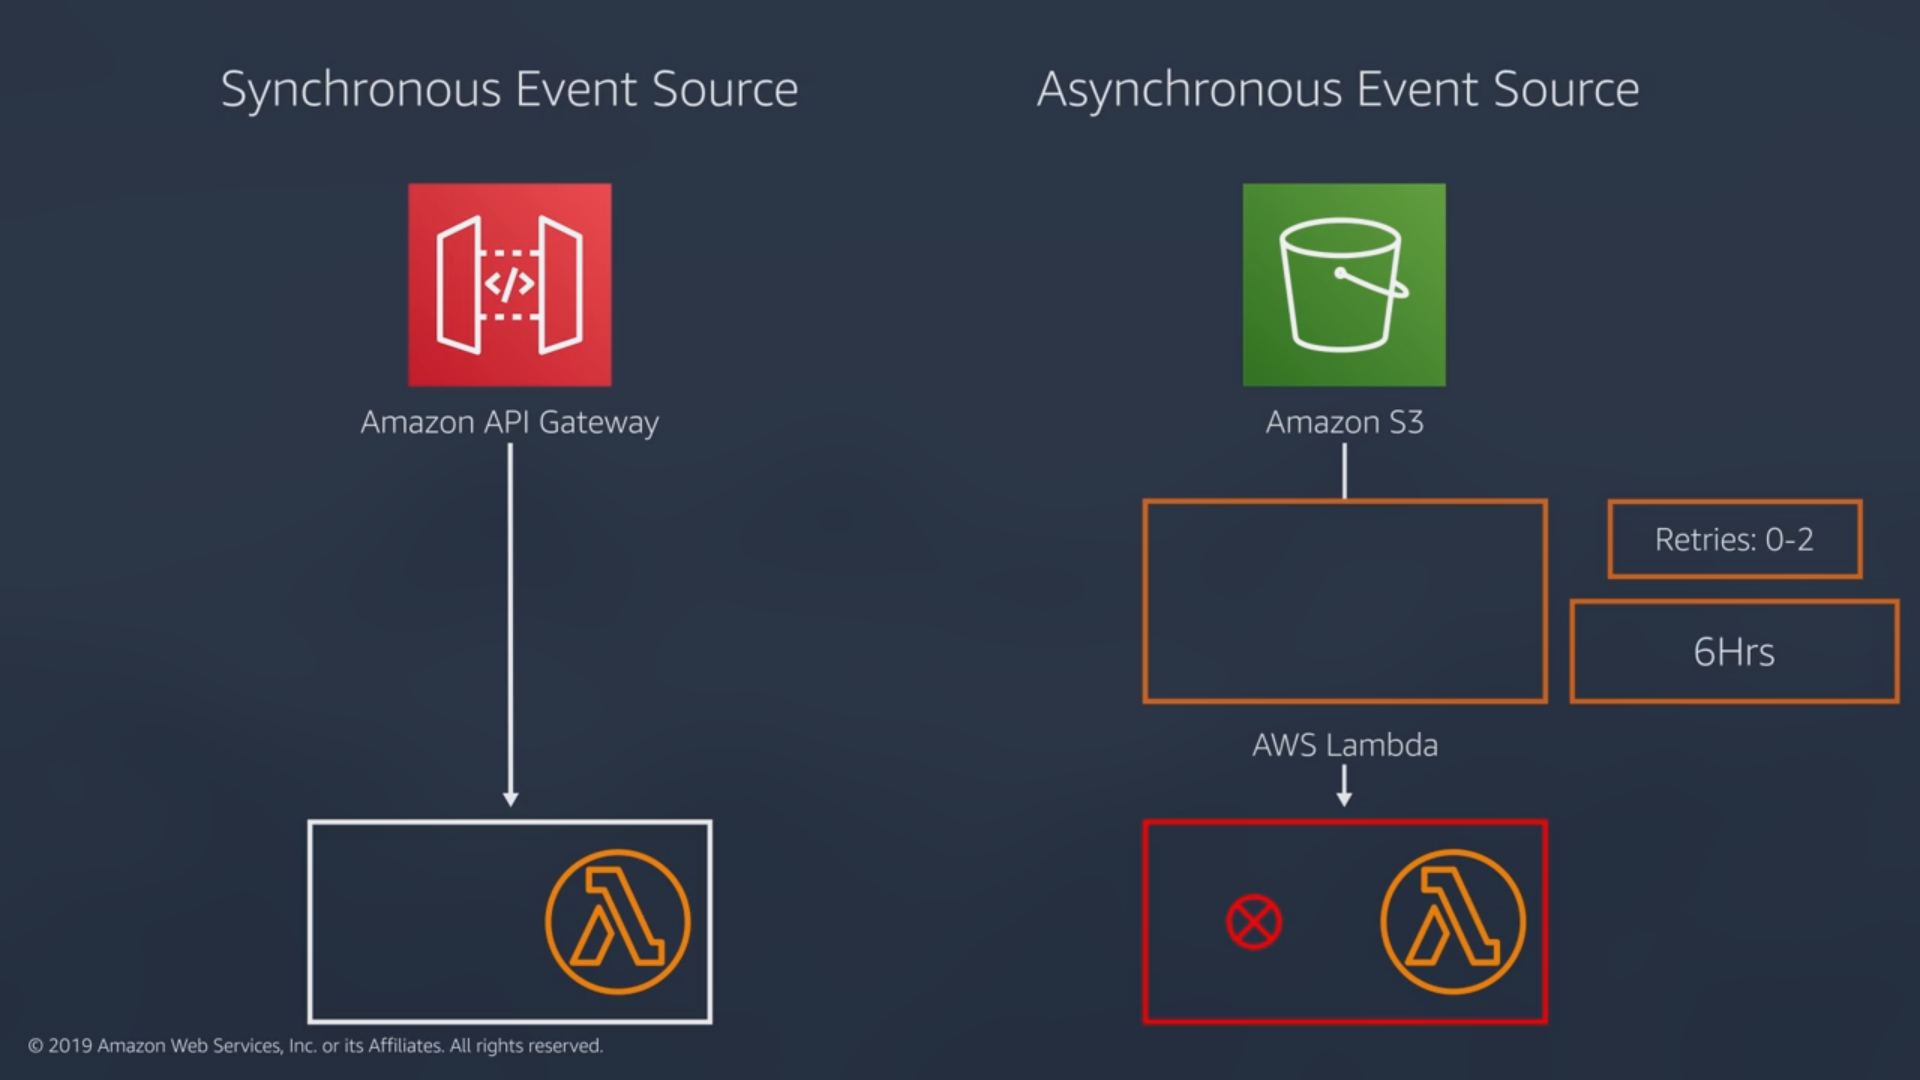 Synchronous Event Source
Asynchronous Event Source
</>
Amazon API Gateway
Amazon S3
Retries: 0-2
6Hrs
AWS Lambda
© 2019 Amazon Web Services, Inc. or its Affiliates. All rights reserved.